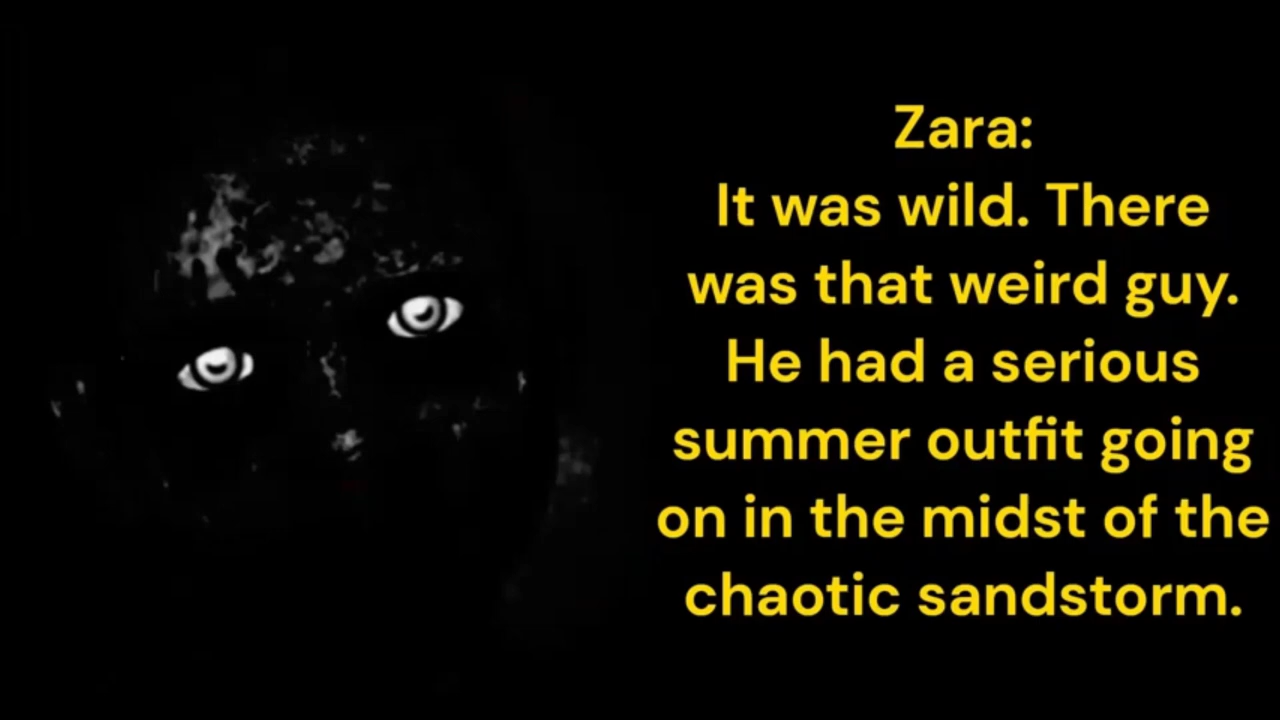 Zara:
It was wild. There
was that weird guy.
He had a serious
summer outfit going
on in the midst of the
chaotic sandstorm.